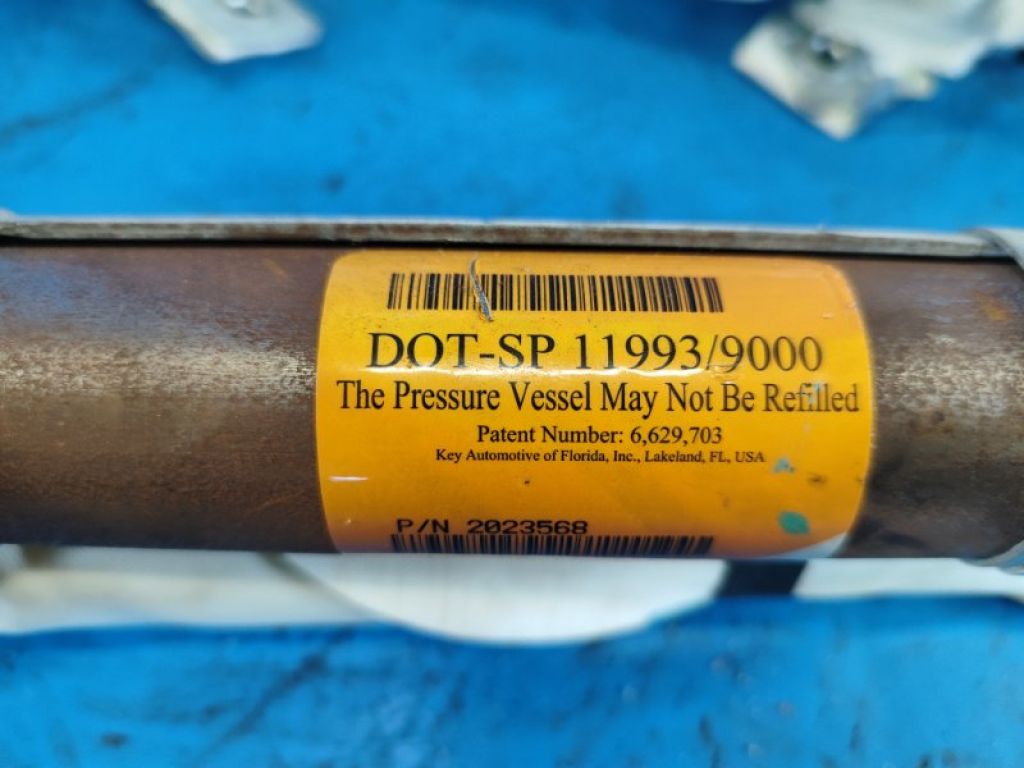 DOT-SP 11993/9000
The Pressure Vessel May Not Be Refilled
Patent Number: 6,629,703
Key Automotive of Florida, Inc., Lakeland, FL, USA
P/N 2023568